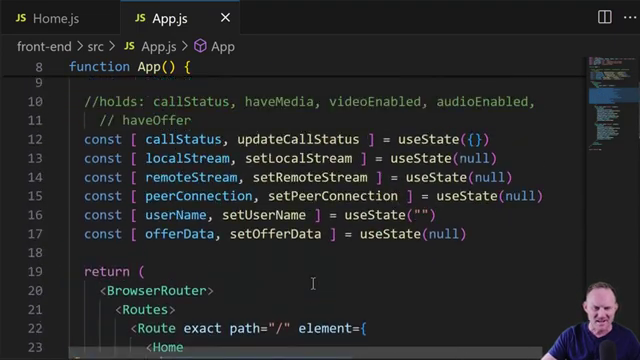 JS Home.js
JS App.js ×
front-end > src > JS App.js > App
8 function App() {
9
10 //holds: callStatus, haveMedia, videoEnabled, audioEnabled,
11 // haveOffer
12 const [ callStatus, updateCallStatus ] = useState({})
13 const [ localStream, setLocalStream ] = useState(null)
14 const [ remoteStream, setRemoteStream ] = useState(null)
15 const [ peerConnection, setPeerConnection ] = useState(null)
16 const [ userName, setUserName ] = useState("")
17 const [ offerData, setOfferData ] = useState(null)
18
19 return (
20 <BrowserRouter>
21 <Routes>
22 <Route exact path="/" element={
23 <Home